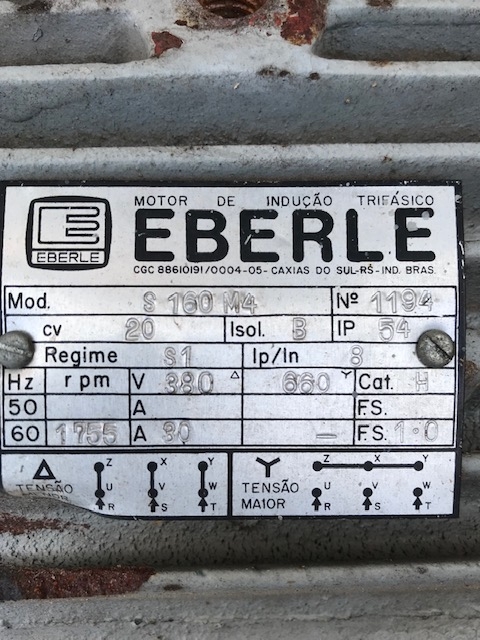 MOTOR DE INDUÇÃO TRIFÁSICO
EBERLE
EBERLE
CGC 88610191/0004-05- CAXIAS DO SUL-RS-IND. BRAS.
Mod. S 160 M4 Nº 1194
cv 20 Isol. B IP 54
Regime S1 Ip/In 8
Hz rpm V 380 △ 660 Y Cat. H
50 A F.S.
60 1755 A 30 — F.S. 1.0
△ Z X Y Y Z X Y
TENSÃO U V W TENSÃO U V W
R S T MAIOR R S T